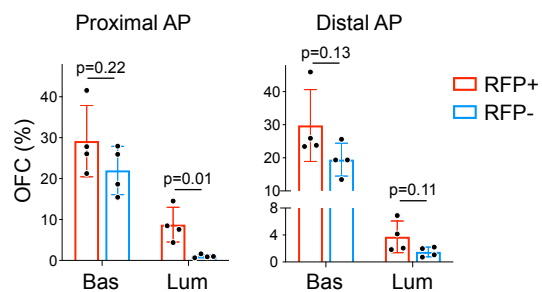 Proximal AP
Distal AP
p=0.22
p=0.01
p=0.13
p=0.11
RFP+
RFP-
OFC (%)
50
40
30
20
10
0
40
30
20
10
8
4
0
Bas
Lum
Bas
Lum